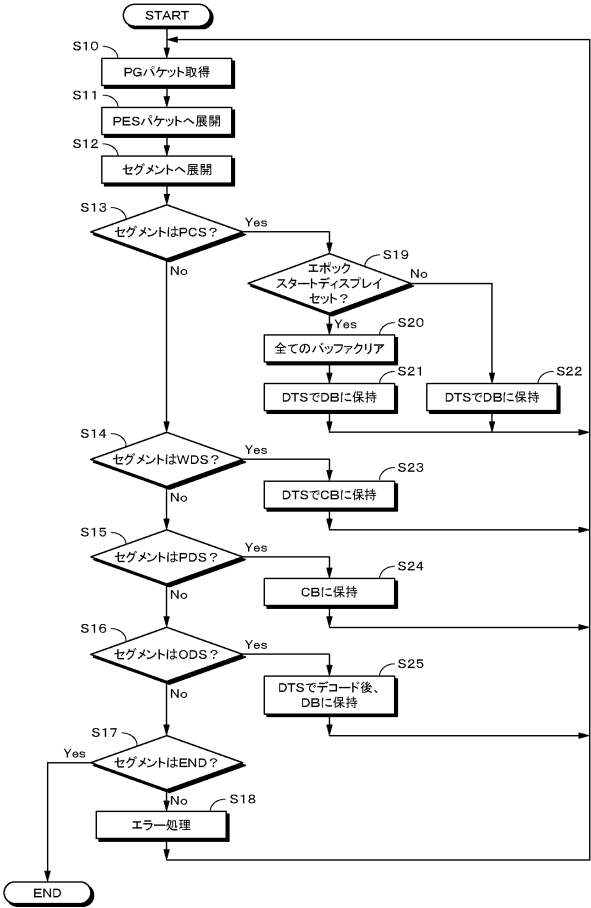 START
S10
PGパケット取得
S11
PESパケットへ展開
S12
セグメントへ展開
S13
セグメントはPCS？
Yes
No
S19
エポック
スタートディスプレイ
セット？
No
Yes
S20
全てのバッファクリア
S21
DTSでDBに保持
S22
DTSでDBに保持
S14
セグメントはWDS？
Yes
No
S23
DTSでCBに保持
S15
セグメントはPDS？
Yes
No
S24
CBに保持
S16
セグメントはODS？
Yes
No
S25
DTSでデコード後、
DBに保持
S17
セグメントはEND？
Yes
No
S18
エラー処理
END